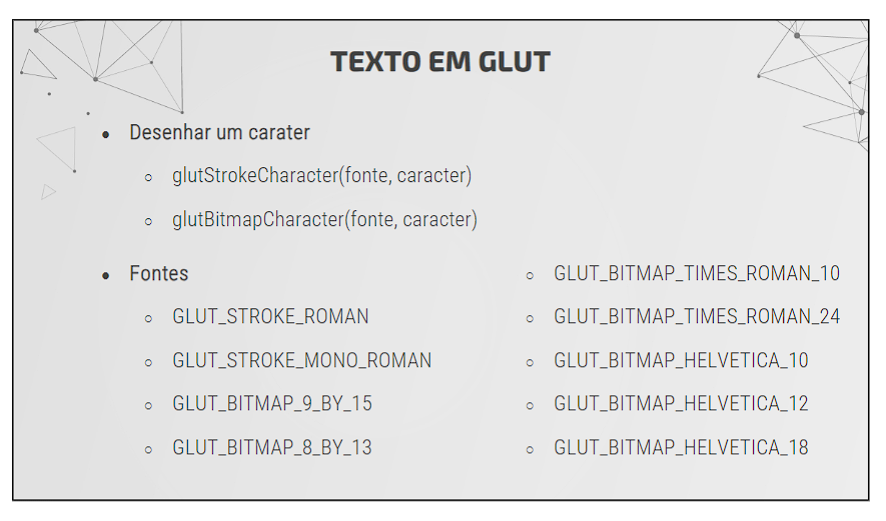 TEXTO EM GLUT
Desenhar um carater
glutStrokeCharacter(fonte, caracter)
glutBitmapCharacter(fonte, caracter)
Fontes
GLUT_STROKE_ROMAN
GLUT_STROKE_MONO_ROMAN
GLUT_BITMAP_9_BY_15
GLUT_BITMAP_8_BY_13
GLUT_BITMAP_TIMES_ROMAN_10
GLUT_BITMAP_TIMES_ROMAN_24
GLUT_BITMAP_HELVETICA_10
GLUT_BITMAP_HELVETICA_12
GLUT_BITMAP_HELVETICA_18